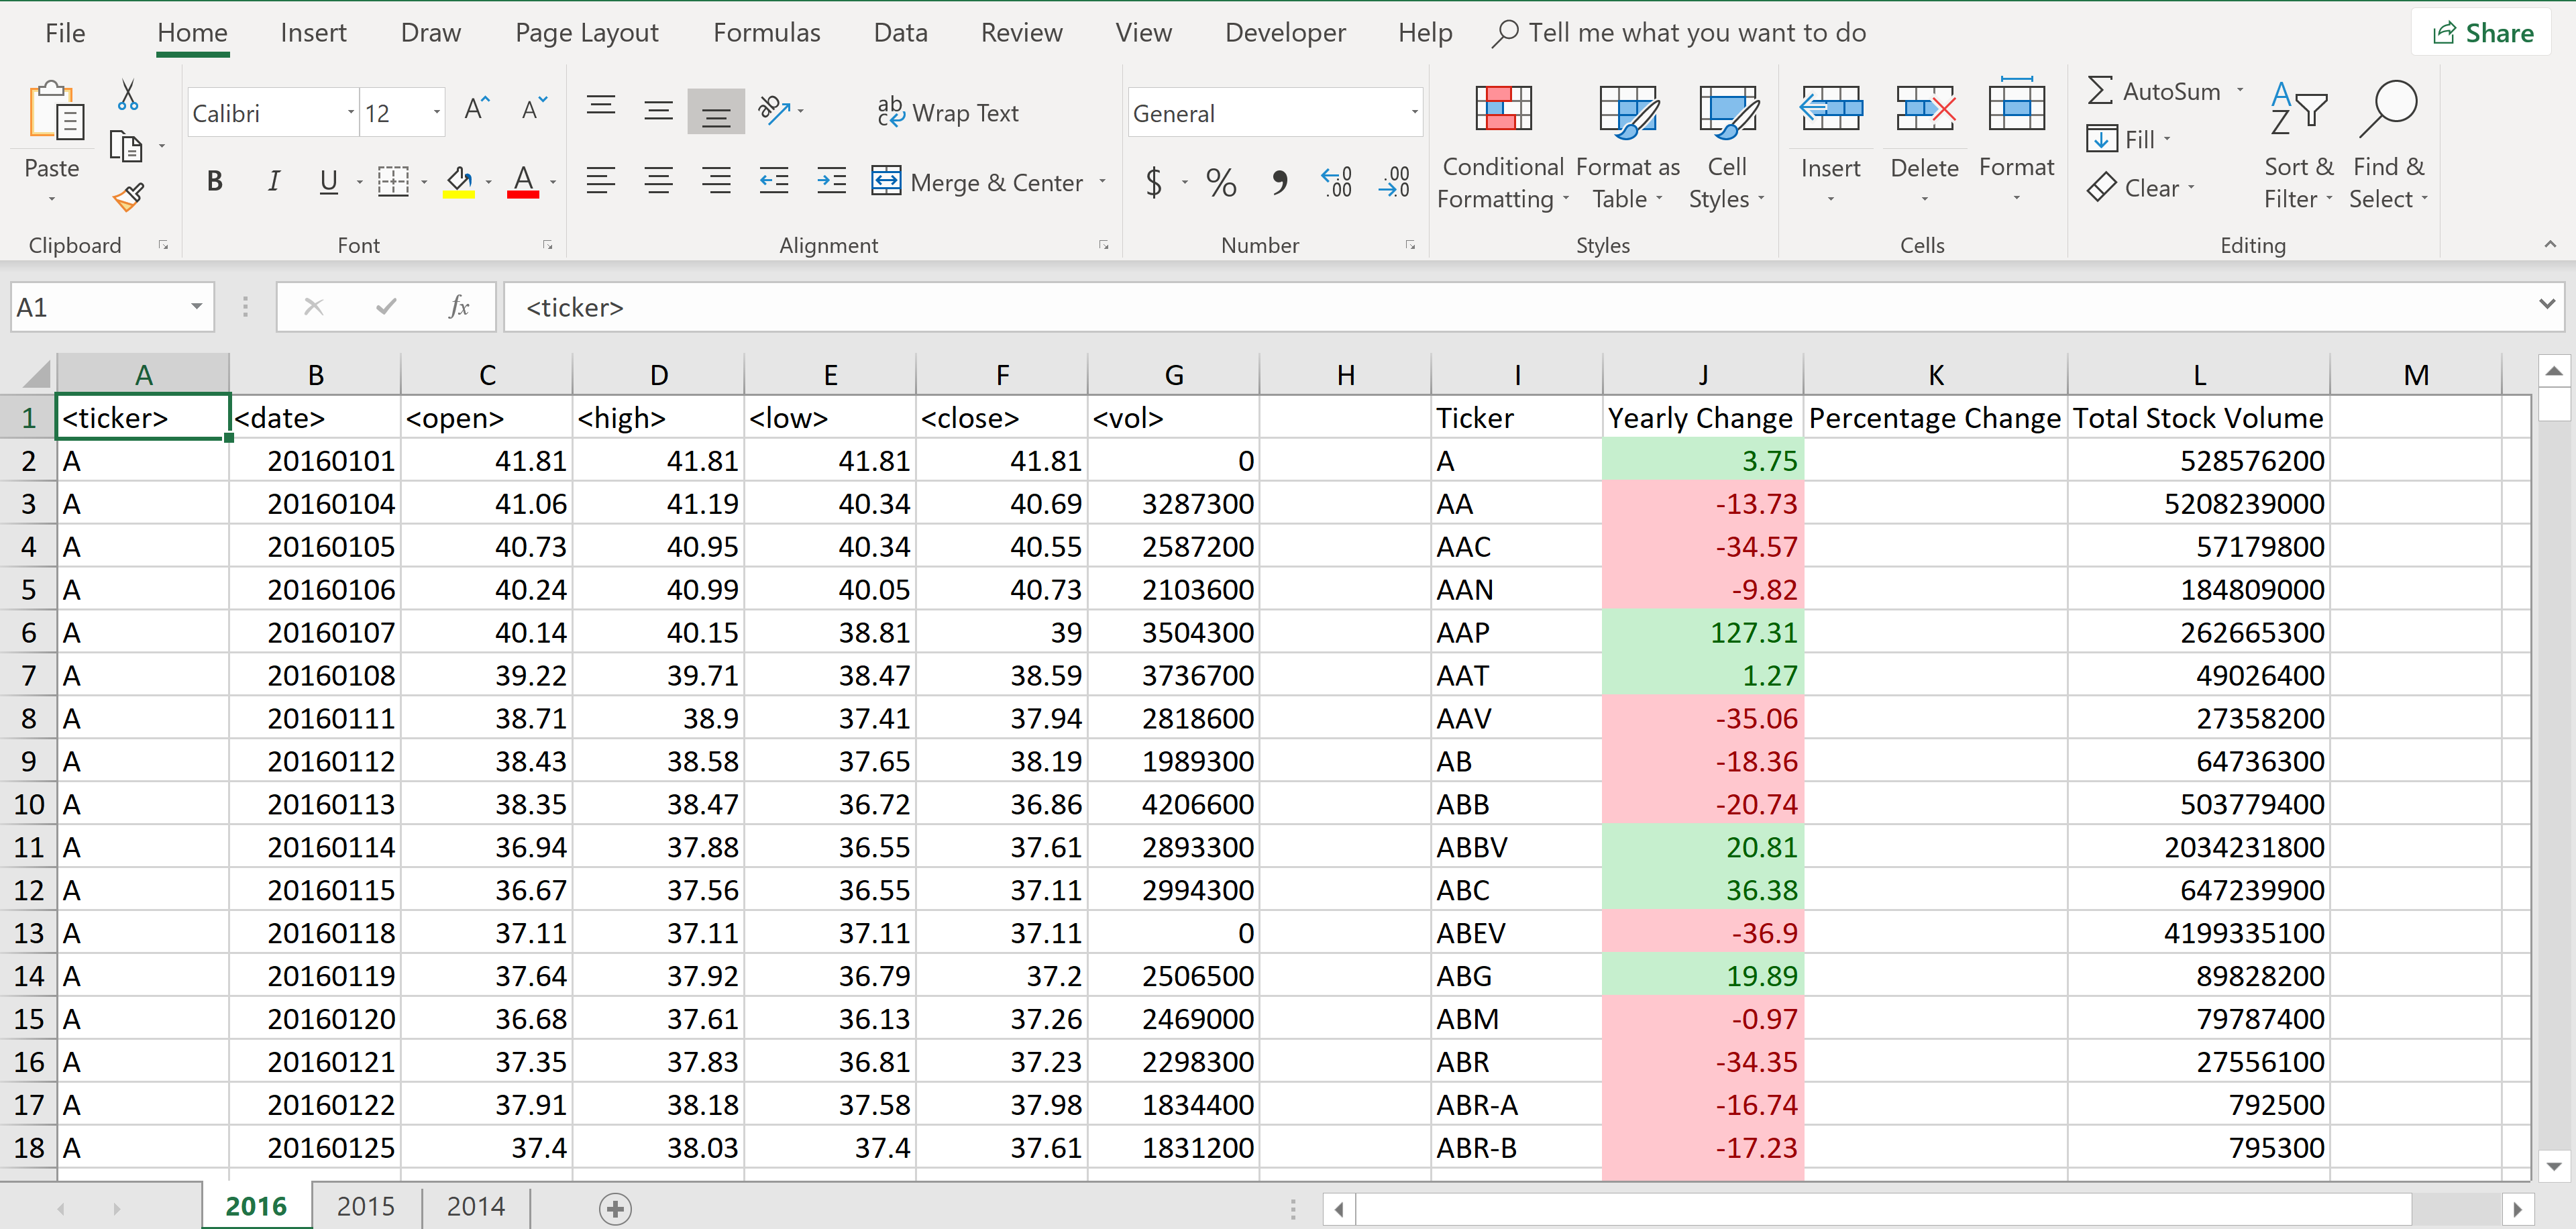 File Home Insert Draw Page Layout Formulas Data Review View Developer Help Tell me what you want to do Share
Paste
Calibri 12 A A
B I U A
Wrap Text
Merge & Center
General
$ % , .00 .00
Conditional Formatting
Format as Table
Cell Styles
Insert
Delete
Format
AutoSum
Fill
Clear
Sort & Filter
Find & Select
Clipboard Font Alignment Number Styles Cells Editing
A1 fx <ticker>
A B C D E F G H I J K L M
1 <ticker> <date> <open> <high> <low> <close> <vol> Ticker Yearly Change Percentage Change Total Stock Volume
2 A 20160101 41.81 41.81 41.81 41.81 0 A 3.75 528576200
3 A 20160104 41.06 41.19 40.34 40.69 3287300 AA -13.73 5208239000
4 A 20160105 40.73 40.95 40.34 40.55 2587200 AAC -34.57 57179800
5 A 20160106 40.24 40.99 40.05 40.73 2103600 AAN -9.82 184809000
6 A 20160107 40.14 40.15 38.81 39 3504300 AAP 127.31 262665300
7 A 20160108 39.22 39.71 38.47 38.59 3736700 AAT 1.27 49026400
8 A 20160111 38.71 38.9 37.41 37.94 2818600 AAV -35.06 27358200
9 A 20160112 38.43 38.58 37.65 38.19 1989300 AB -18.36 64736300
10 A 20160113 38.35 38.47 36.72 36.86 4206600 ABB -20.74 503779400
11 A 20160114 36.94 37.88 36.55 37.61 2893300 ABBV 20.81 2034231800
12 A 20160115 36.67 37.56 36.55 37.11 2994300 ABC 36.38 647239900
13 A 20160118 37.11 37.11 37.11 37.11 0 ABEV -36.9 4199335100
14 A 20160119 37.64 37.92 36.79 37.2 2506500 ABG 19.89 89828200
15 A 20160120 36.68 37.61 36.13 37.26 2469000 ABM -0.97 79787400
16 A 20160121 37.35 37.83 36.81 37.23 2298300 ABR -34.35 27556100
17 A 20160122 37.91 38.18 37.58 37.98 1834400 ABR-A -16.74 792500
18 A 20160125 37.4 38.03 37.4 37.61 1831200 ABR-B -17.23 795300
2016 2015 2014